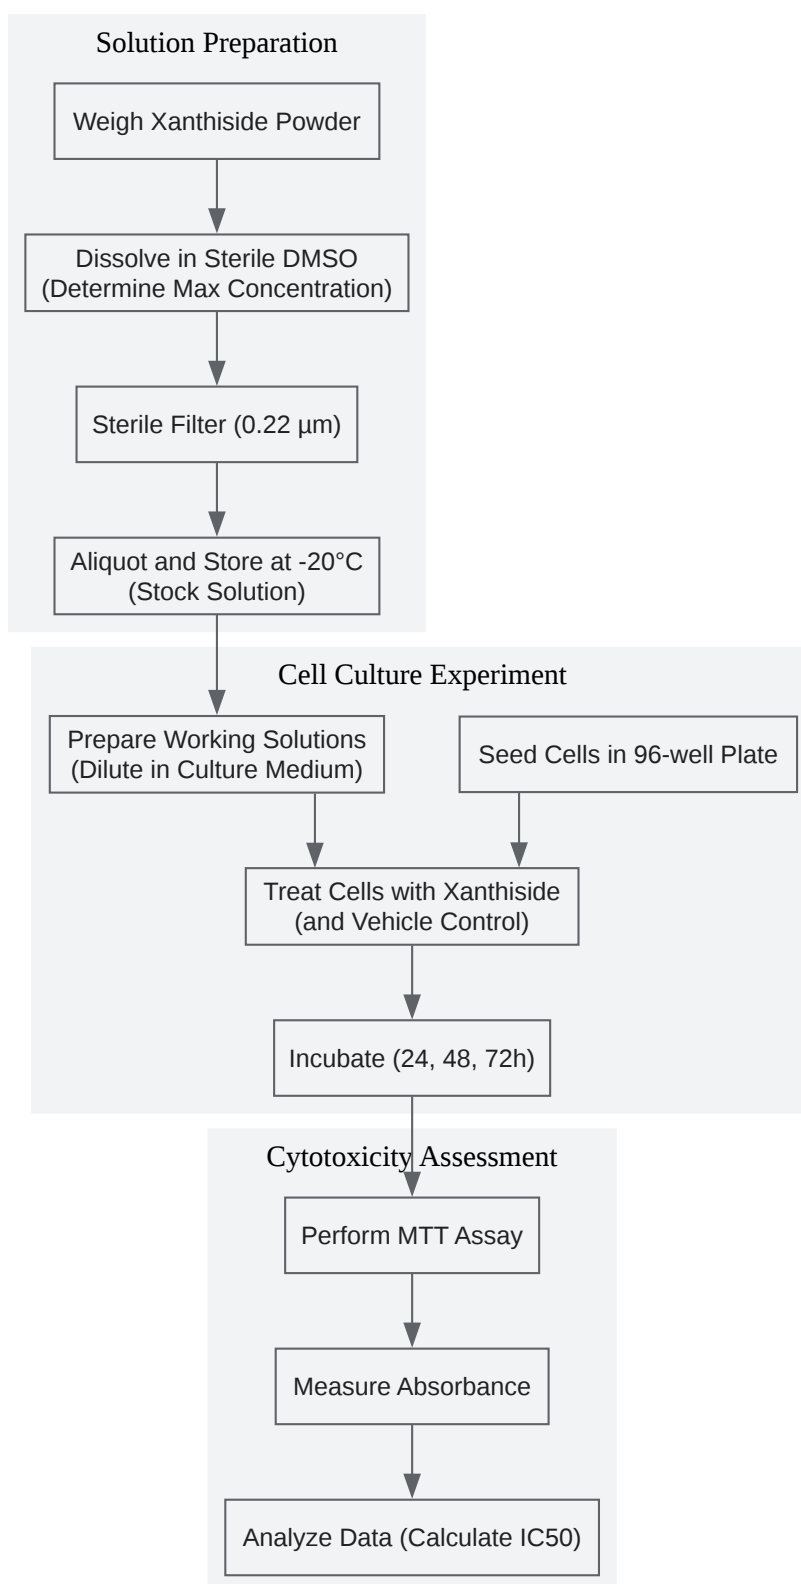 Solution Preparation
Weigh Xanthiside Powder
Dissolve in Sterile DMSO
(Determine Max Concentration)
Sterile Filter (0.22 µm)
Aliquot and Store at -20°C
(Stock Solution)
Cell Culture Experiment
Prepare Working Solutions
(Dilute in Culture Medium)
Seed Cells in 96-well Plate
Treat Cells with Xanthiside
(and Vehicle Control)
Incubate (24, 48, 72h)
Cytotoxicity Assessment
Perform MTT Assay
Measure Absorbance
Analyze Data (Calculate IC50)